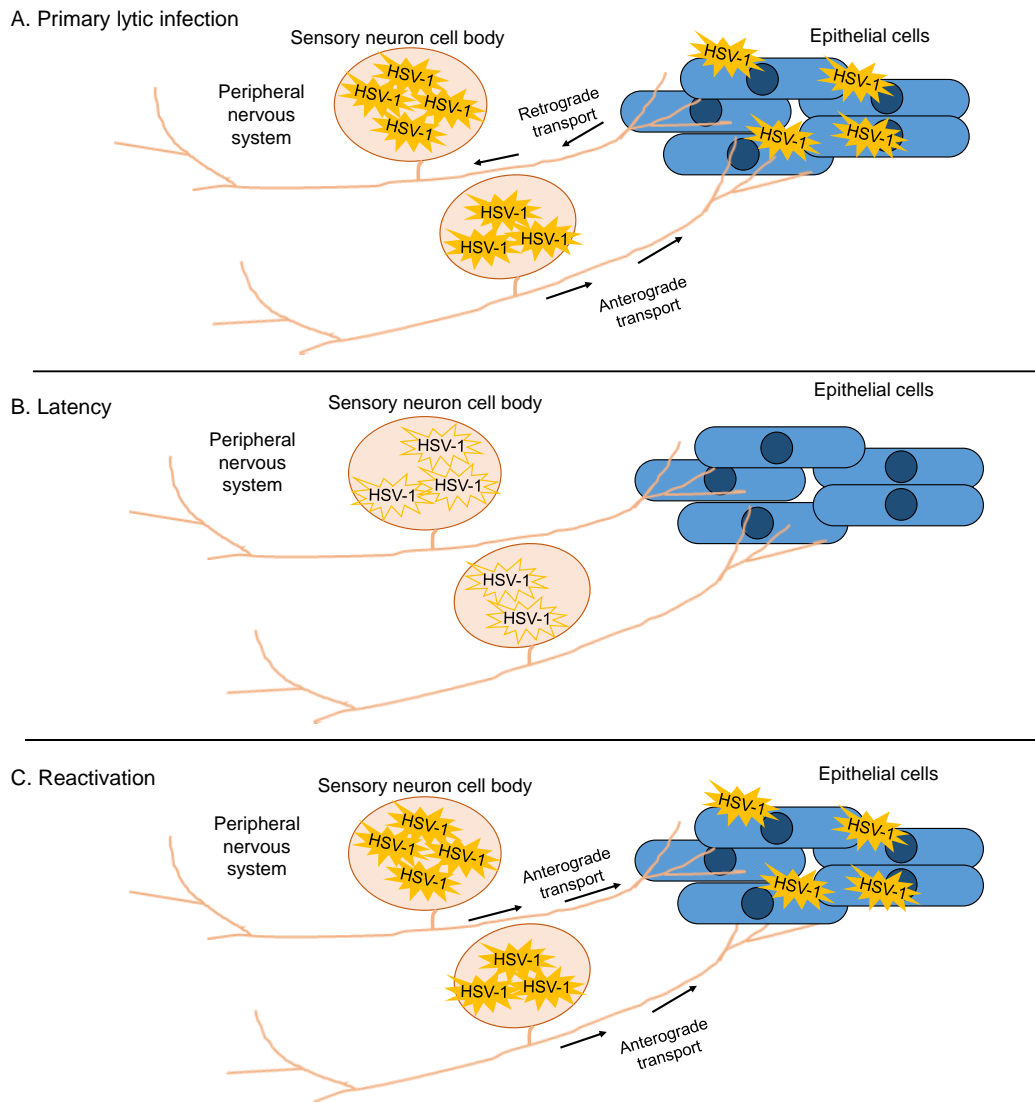 A. Primary lytic infection
Sensory neuron cell body
Epithelial cells
Peripheral
nervous
system
HSV-1
HSV-1
HSV-1
HSV-1
Retrograde
transport
HSV-1
HSV-1
HSV-1
HSV-1
HSV-1
HSV-1
HSV-1
Anterograde
transport
B. Latency
Sensory neuron cell body
Epithelial cells
Peripheral
nervous
system
HSV-1
HSV-1
HSV-1
HSV-1
HSV-1
C. Reactivation
Sensory neuron cell body
Epithelial cells
Peripheral
nervous
system
HSV-1
HSV-1
HSV-1
HSV-1
Anterograde
transport
HSV-1
HSV-1
HSV-1
HSV-1
HSV-1
HSV-1
HSV-1
Anterograde
transport